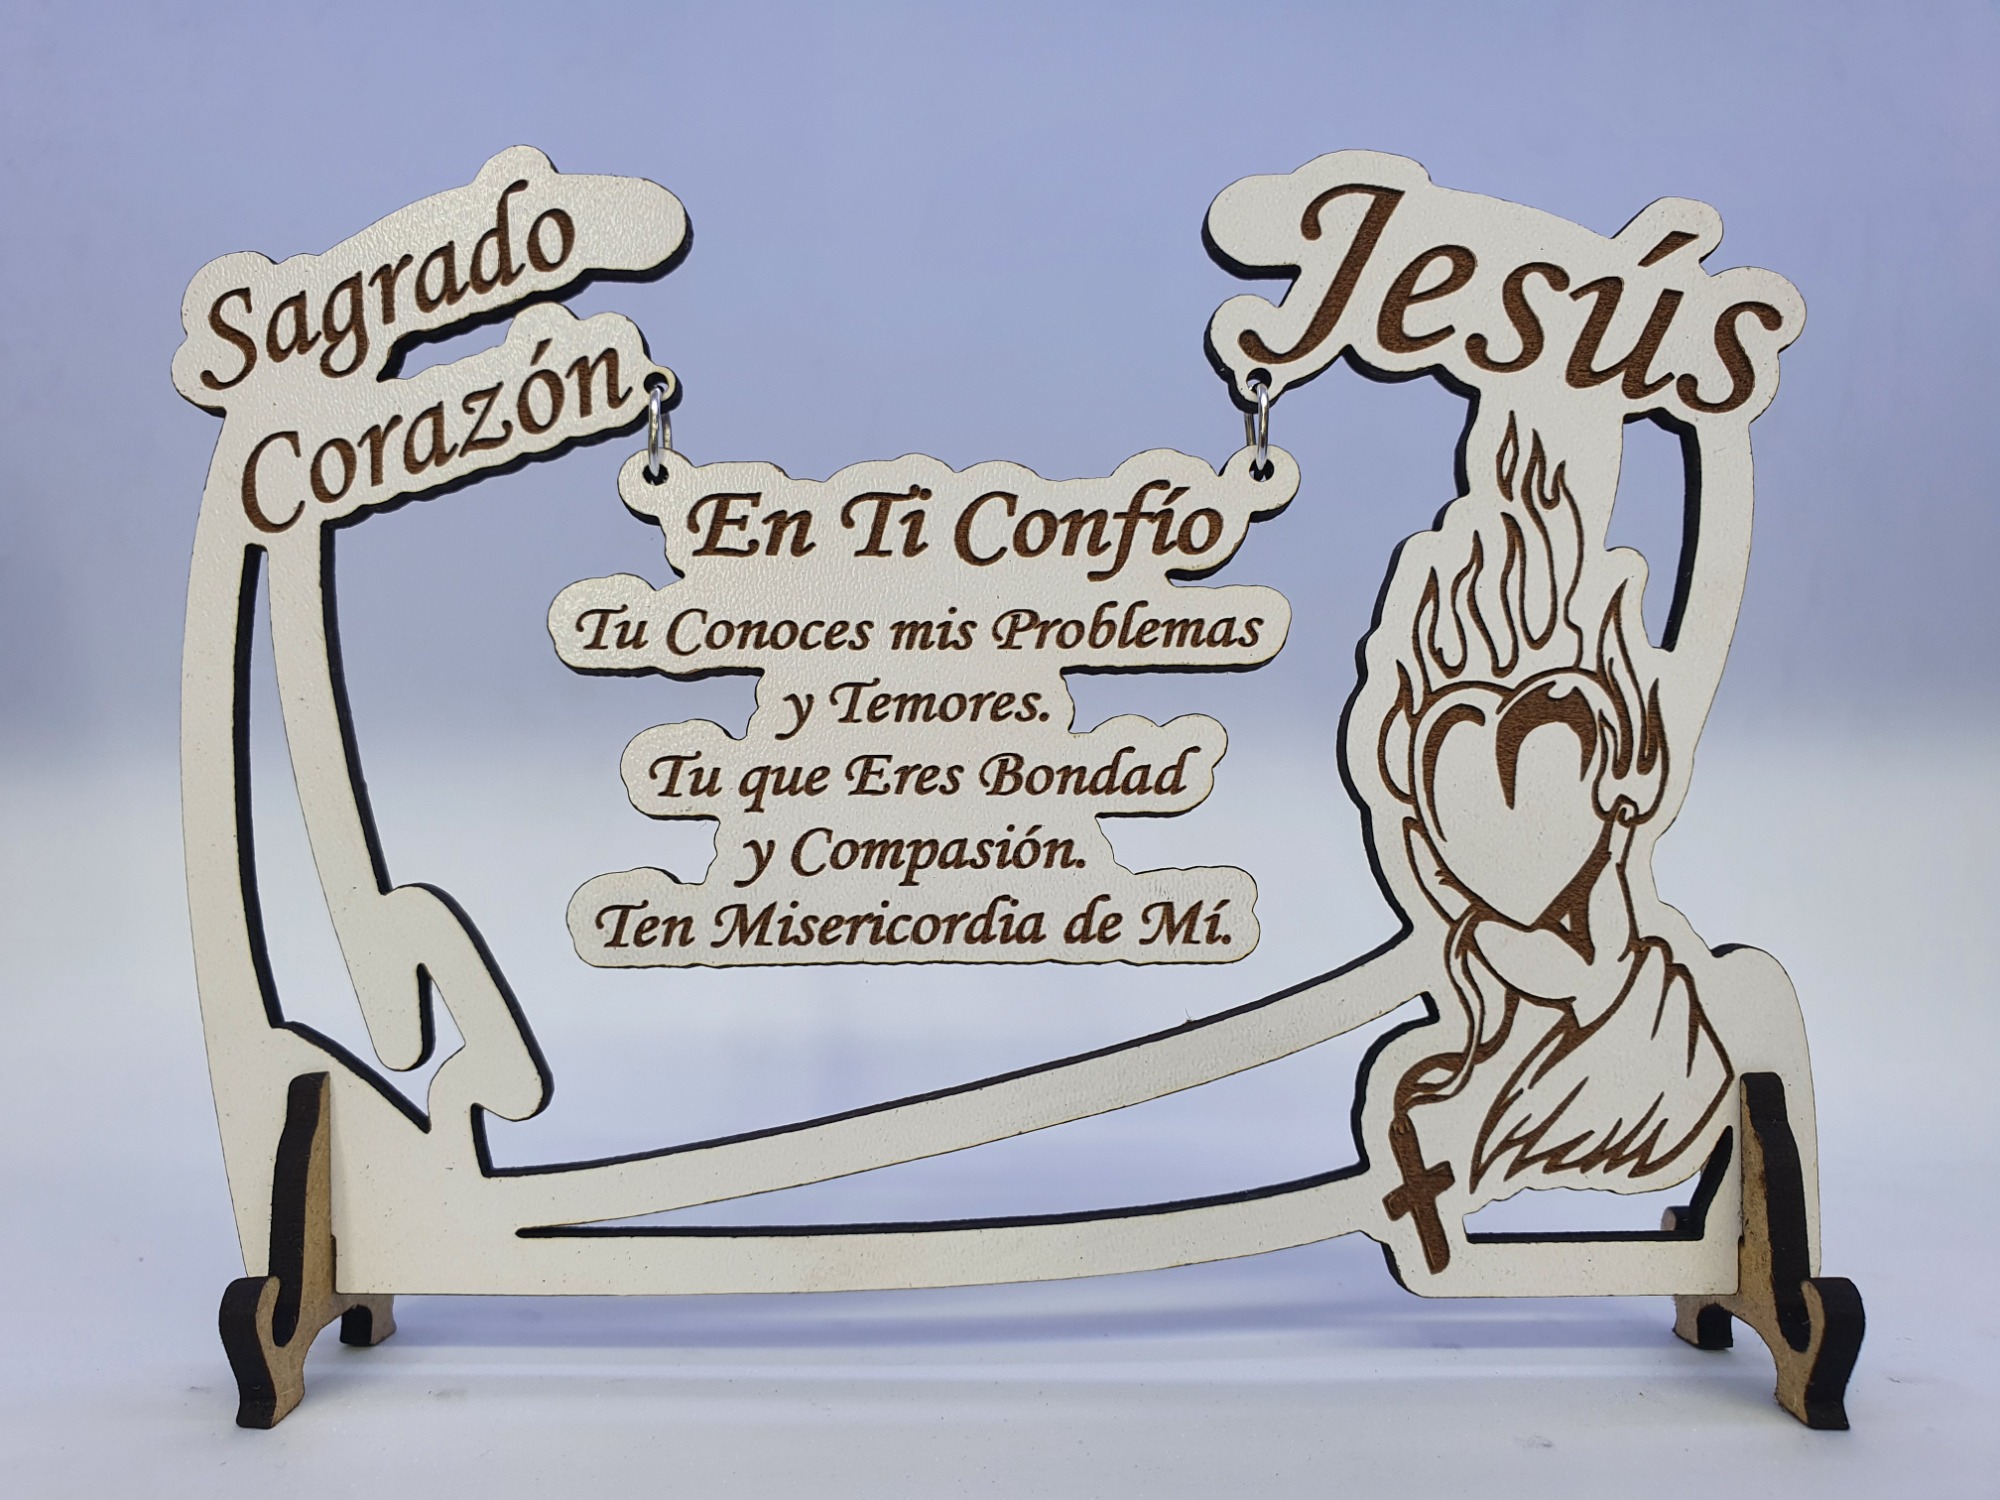 Sagrado
Corazón
Jesús
En Ti Confío
Tu Conoces mis Problemas
y Temores.
Tu que Eres Bondad
y Compasión.
Ten Misericordia de Mí.